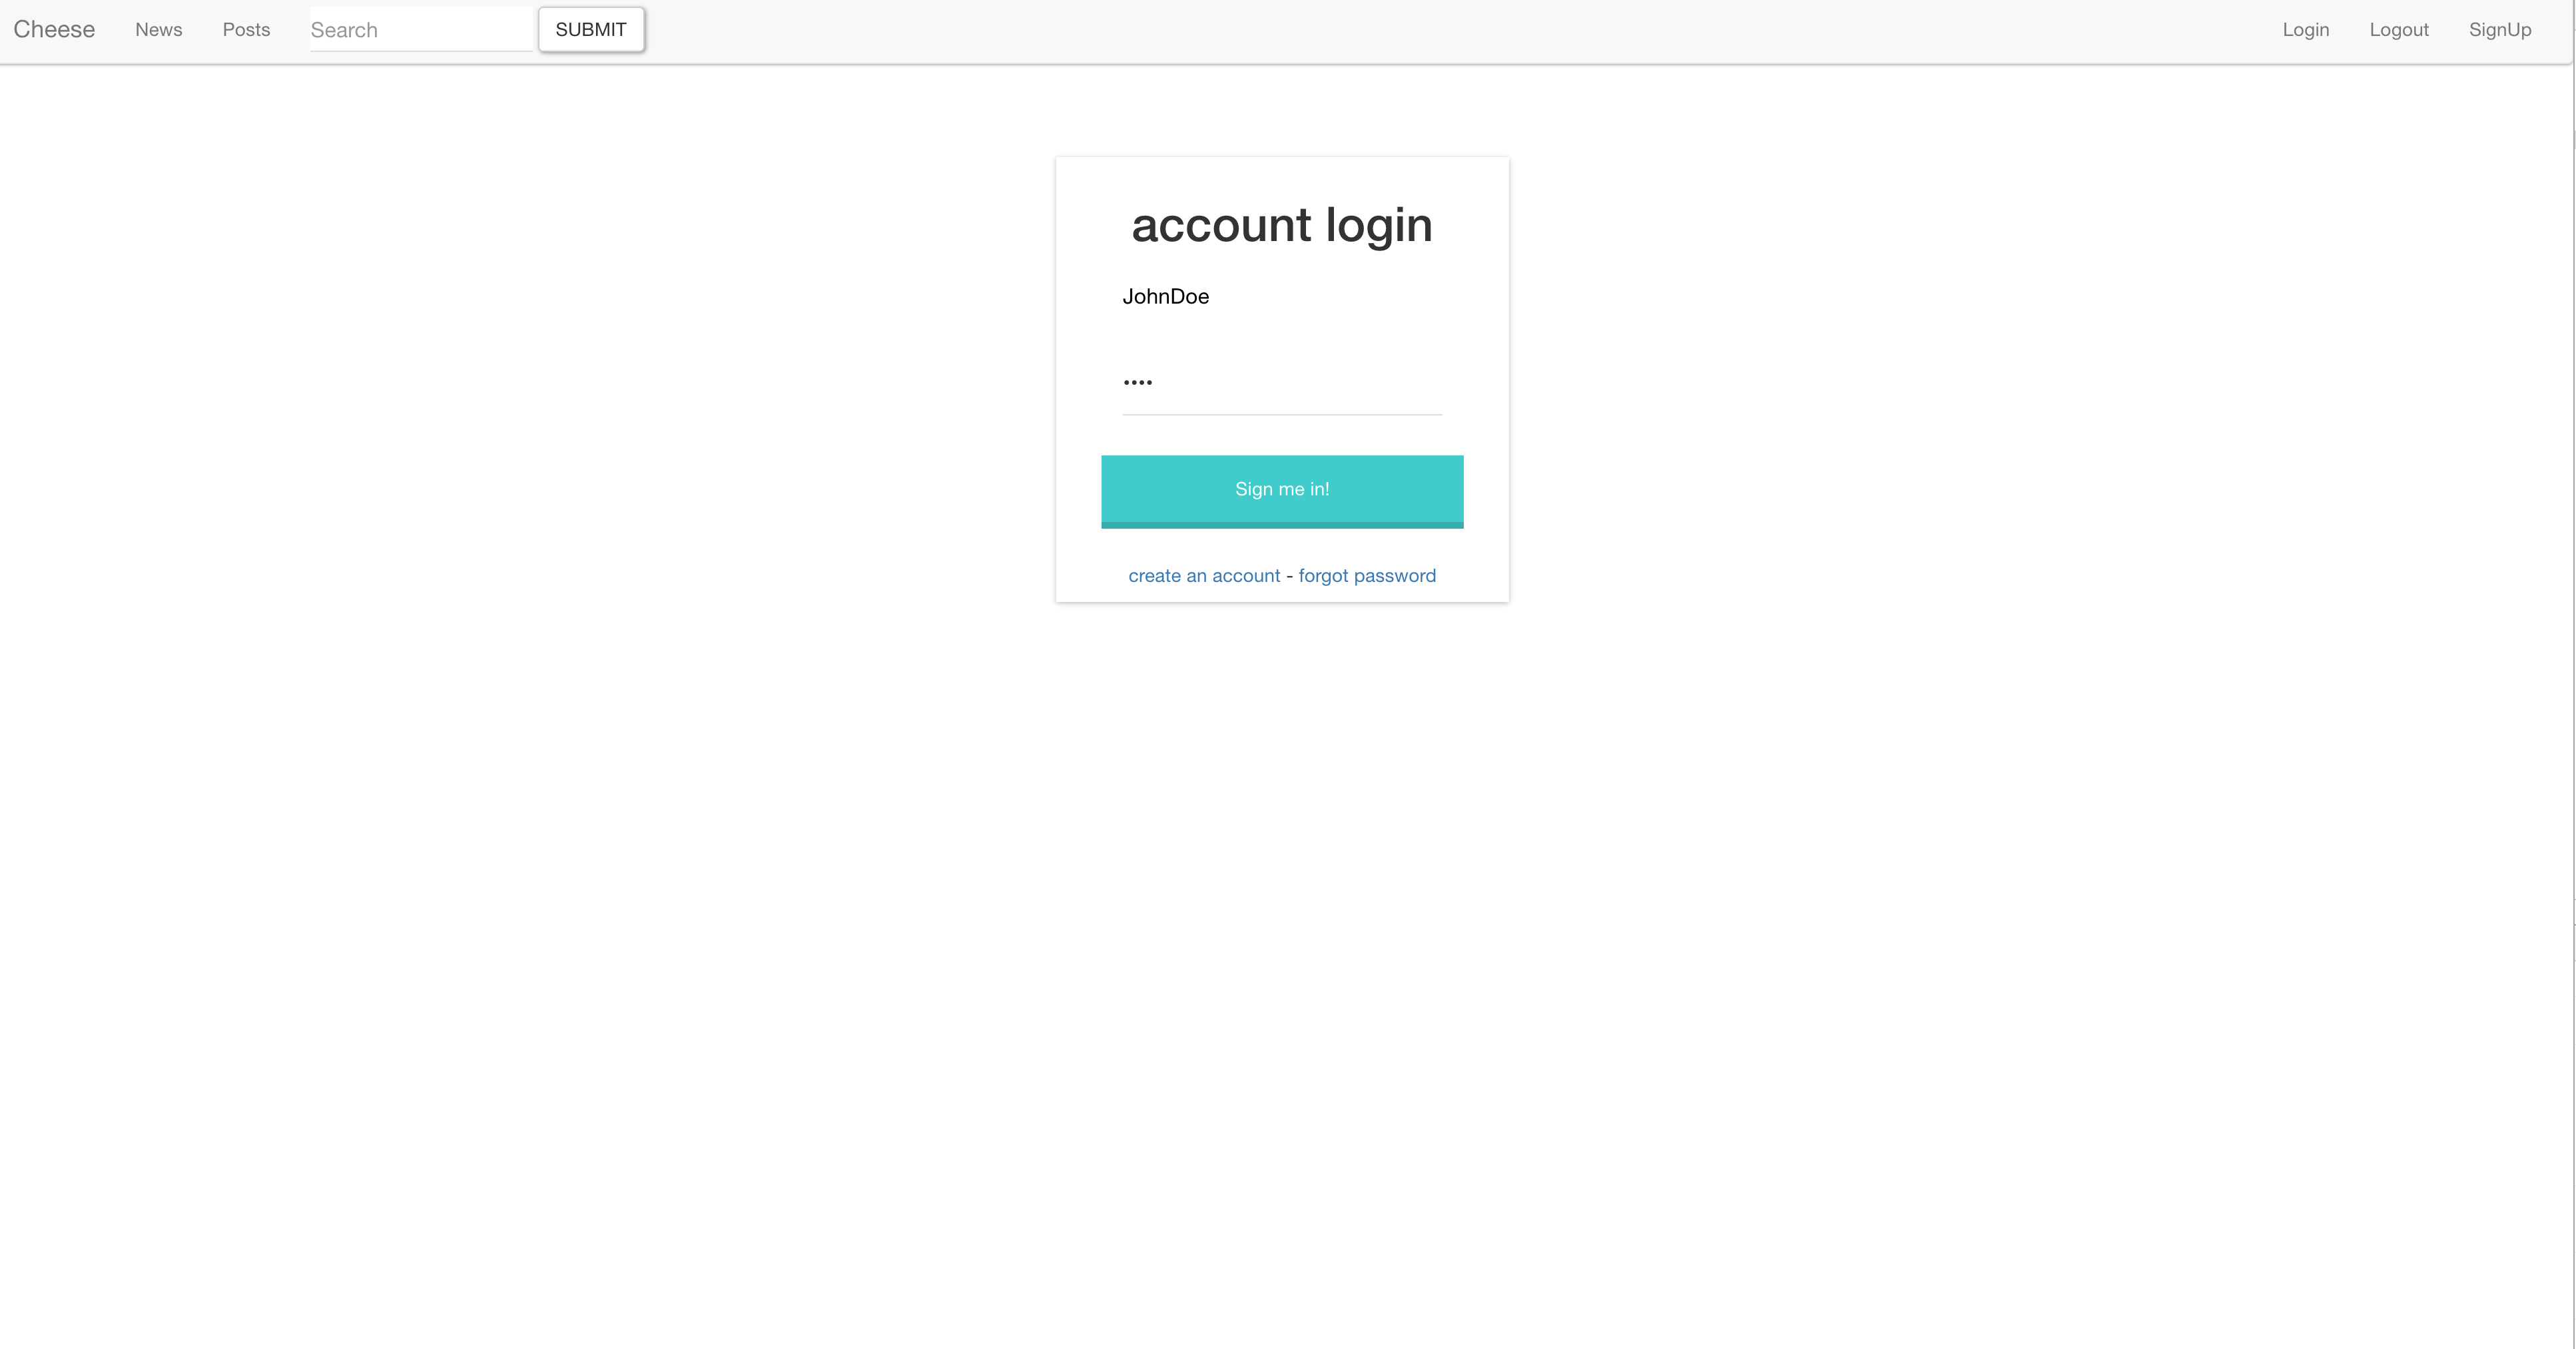 Cheese News Posts Search SUBMIT Login Logout SignUp
account login
JohnDoe
••••
Sign me in!
create an account - forgot password